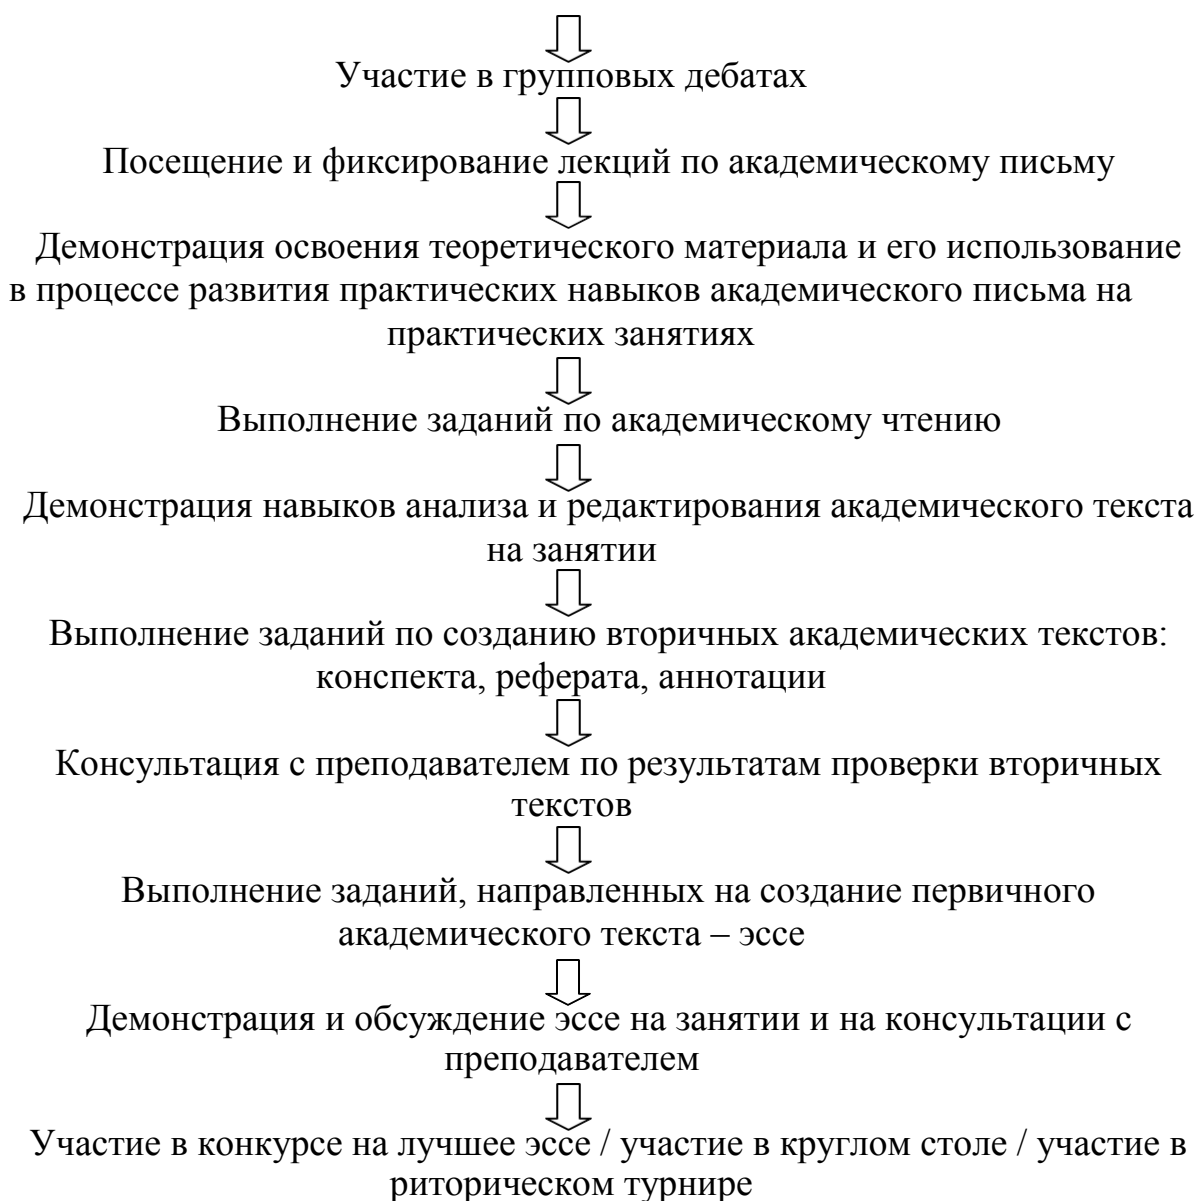 Участие в групповых дебатах
Посещение и фиксирование лекций по академическому письму
Демонстрация освоения теоретического материала и его использование
в процессе развития практических навыков академического письма на
практических занятиях
Выполнение заданий по академическому чтению
Демонстрация навыков анализа и редактирования академического текста
на занятии
Выполнение заданий по созданию вторичных академических текстов:
конспекта, реферата, аннотации
Консультация с преподавателем по результатам проверки вторичных
текстов
Выполнение заданий, направленных на создание первичного
академического текста – эссе
Демонстрация и обсуждение эссе на занятии и на консультации с
преподавателем
Участие в конкурсе на лучшее эссе / участие в круглом столе / участие в
риторическом турнире